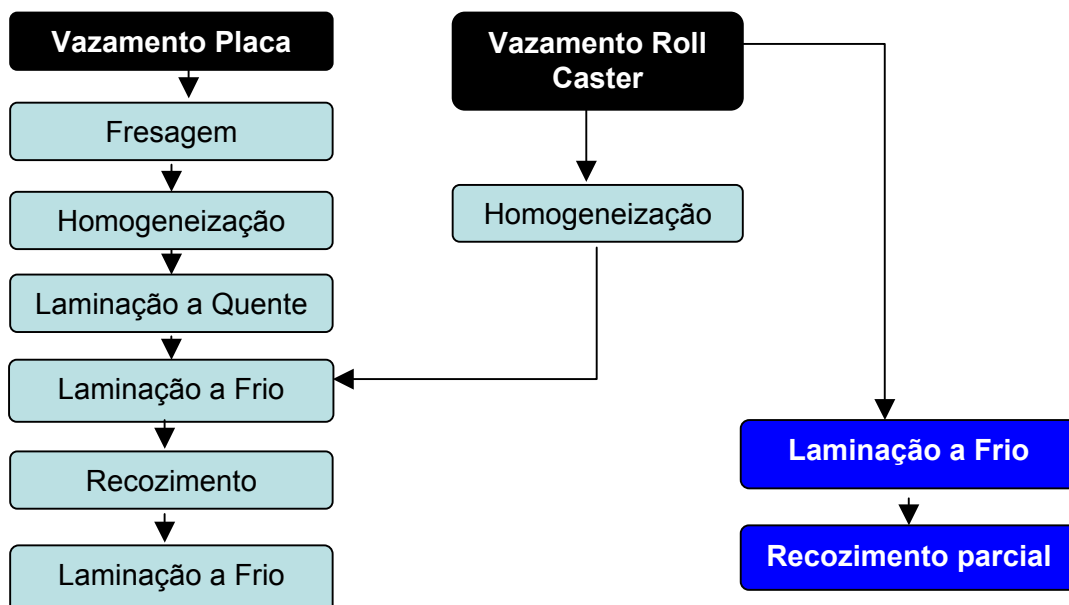 Vazamento Placa
Fresagem
Homogeneização
Laminação a Quente
Laminação a Frio
Recozimento
Laminação a Frio
Vazamento Roll
Caster
Homogeneização
Laminação a Frio
Recozimento parcial